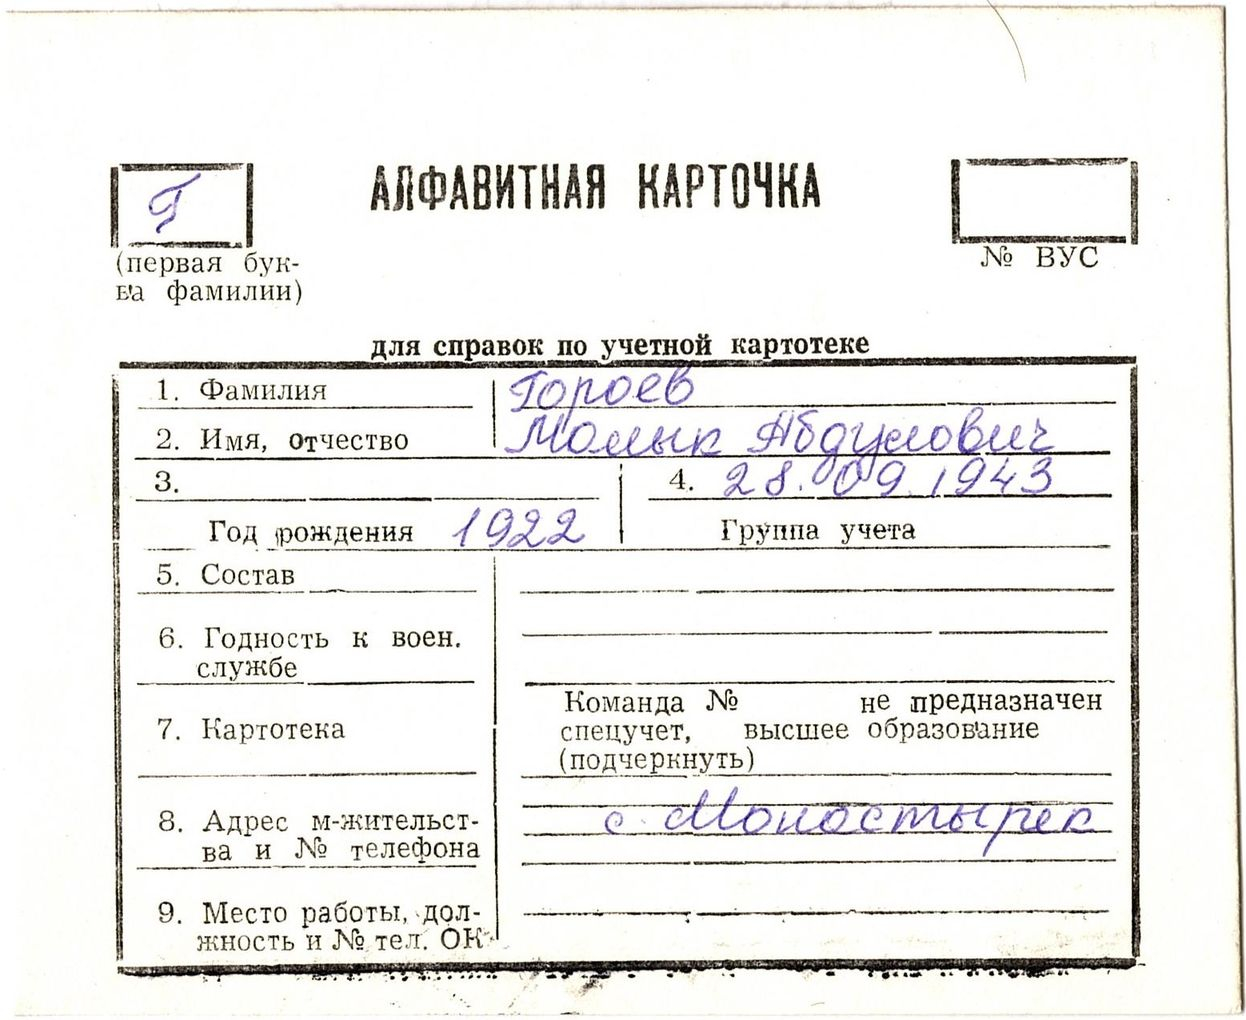 Г
АЛФАВИТНАЯ КАРТОЧКА
(первая бук-
ва фамилии)
№ ВУС
для справок по учетной картотеке
1. Фамилия Гороев
2. Имя, отчество Молык Абдулович
3. 4. 28.09.1943
Год рождения 1922 Группа учета
5. Состав
6. Годность к воен.
службе
Команда № не предназначен
7. Картотека спецучет, высшее образование
(подчеркнуть)
8. Адрес м-жительст- с. Моностырек
ва и № телефона
9. Место работы, дол-
жность и № тел. ОК